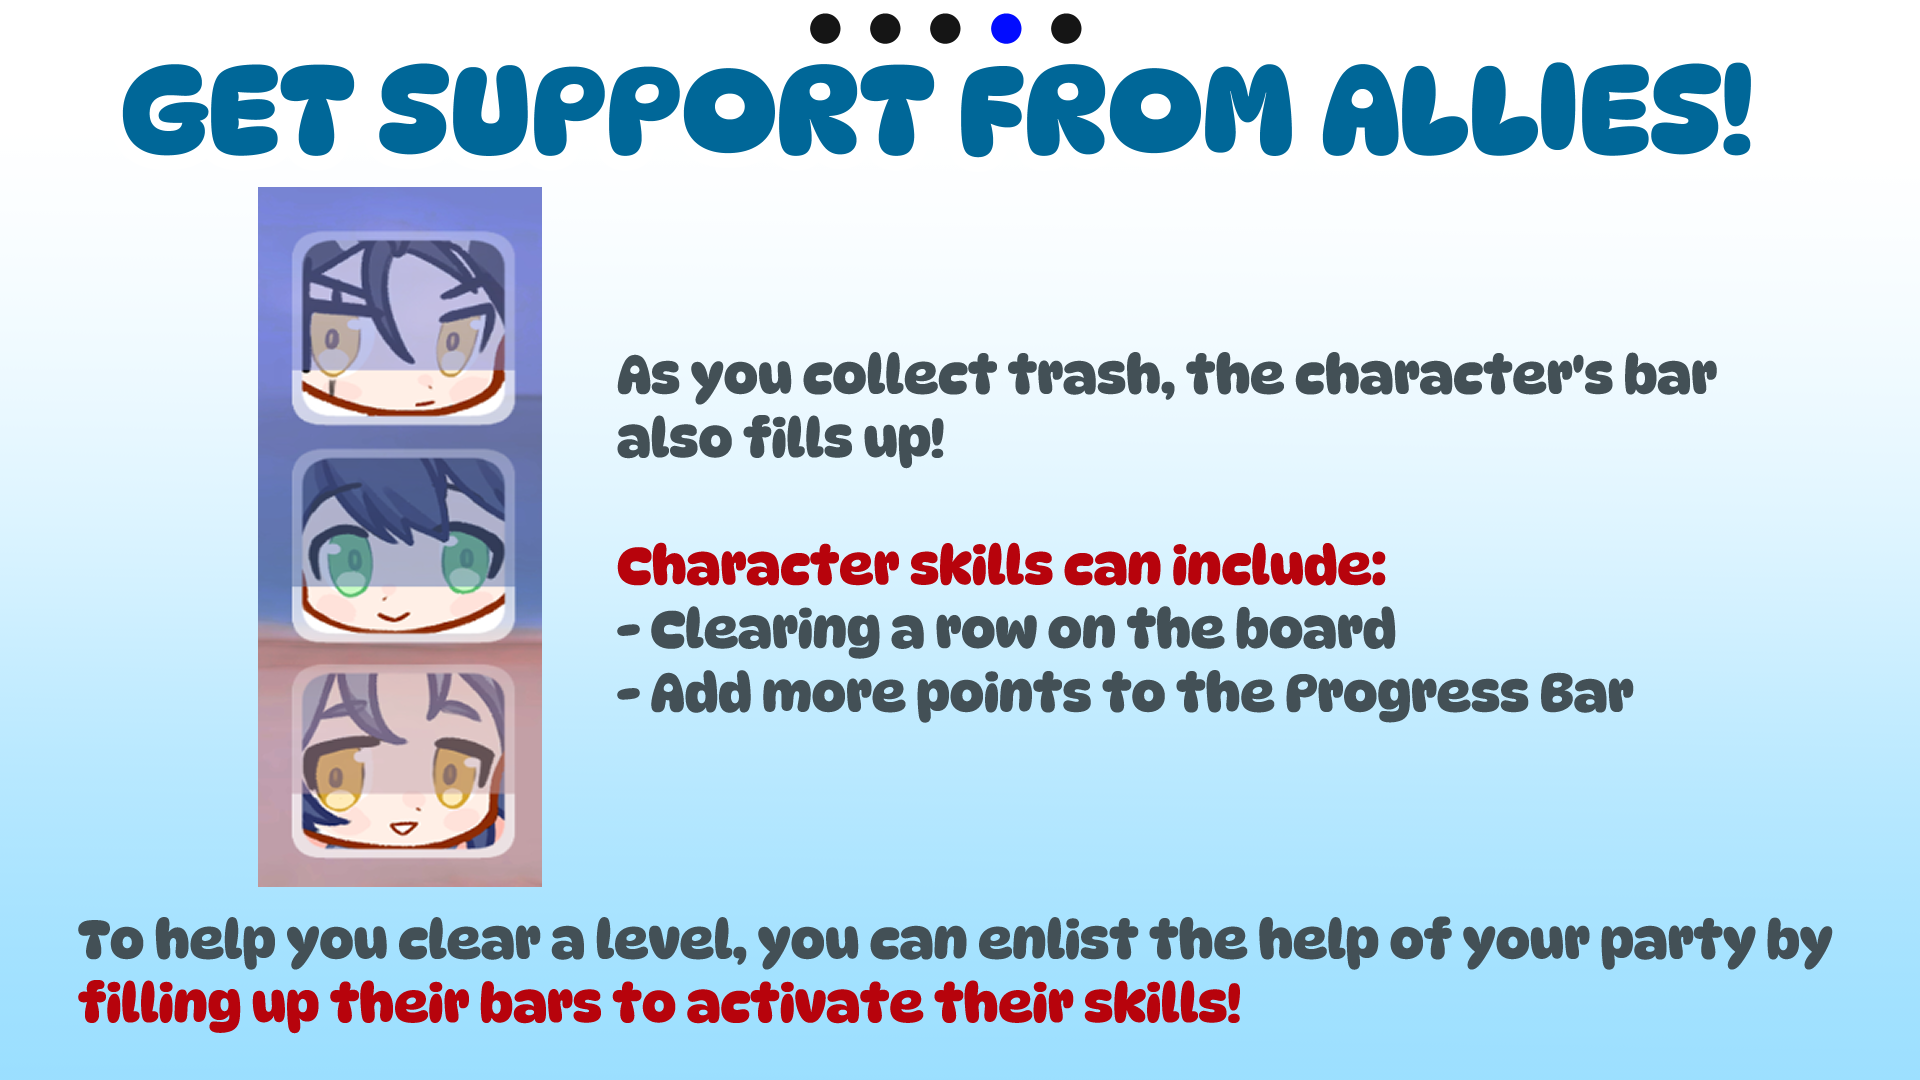 GET SUPPORT FROM ALLIES!
As you collect trash, the character's bar
also fills up!
Character skills can include:
- Clearing a row on the board
- Add more points to the Progress Bar
To help you clear a level, you can enlist the help of your party by
filling up their bars to activate their skills!